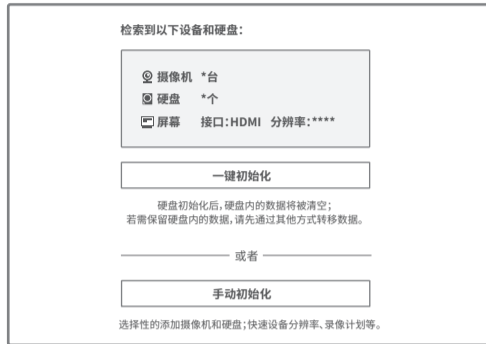 检索到以下设备和硬盘：
摄像机 *台
硬盘 *个
屏幕 接口：HDMI 分辨率：****
一键初始化
硬盘初始化后，硬盘内的数据将被清空；
若需保留硬盘内的数据，请先通过其他方式转移数据。
或者
手动初始化
选择性的添加摄像机和硬盘；快速设备分辨率、录像计划等。